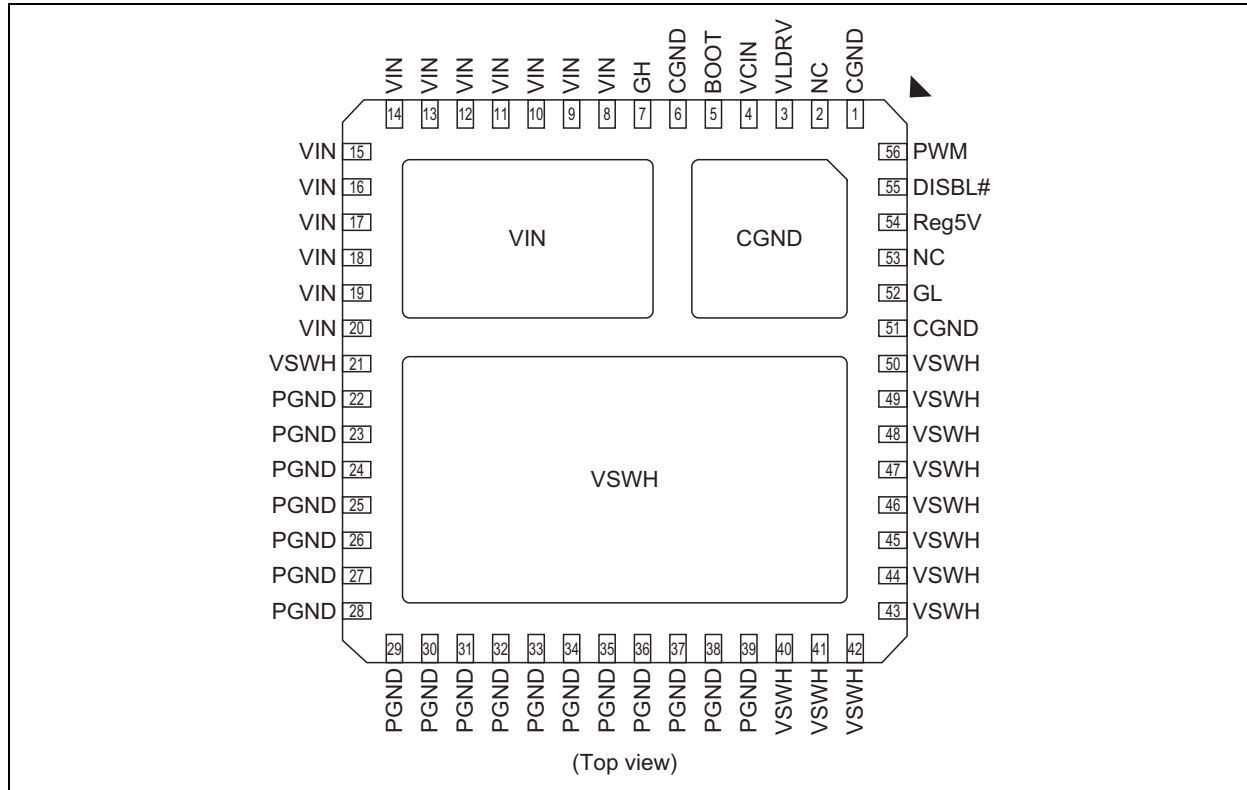 VIN VIN VIN VIN VIN VIN VIN GH CGND BOOT VCIN VLDRV NC CGND
14 13 12 11 10 9 8 7 6 5 4 3 2 1
VIN 15
VIN 16
VIN 17
VIN 18
VIN 19
VIN 20
VSWH 21
PGND 22
PGND 23
PGND 24
PGND 25
PGND 26
PGND 27
PGND 28
VIN
CGND
VSWH
56 PWM
55 DISBL#
54 Reg5V
53 NC
52 GL
51 CGND
50 VSWH
49 VSWH
48 VSWH
47 VSWH
46 VSWH
45 VSWH
44 VSWH
43 VSWH
29 30 31 32 33 34 35 36 37 38 39 40 41 42
PGND PGND PGND PGND PGND PGND PGND PGND PGND PGND PGND VSWH VSWH VSWH
(Top view)